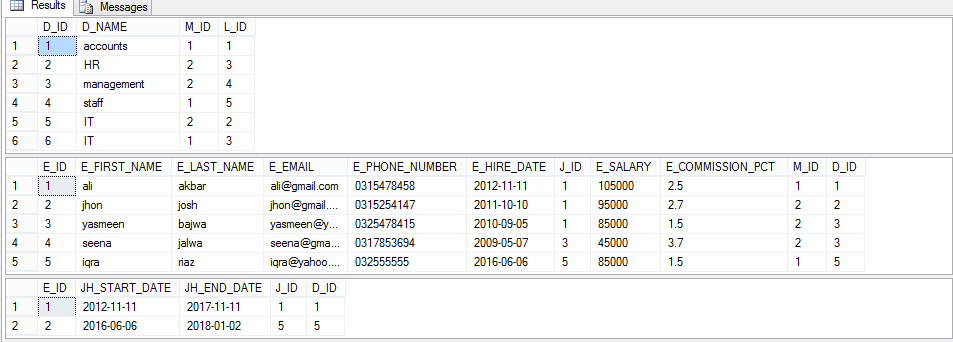 Results Messages
D_ID D_NAME M_ID L_ID
1 1 accounts 1 1
2 2 HR 2 3
3 3 management 2 4
4 4 staff 1 5
5 5 IT 2 2
6 6 IT 1 3
E_ID E_FIRST_NAME E_LAST_NAME E_EMAIL E_PHONE_NUMBER E_HIRE_DATE J_ID E_SALARY E_COMMISSION_PCT M_ID D_ID
1 1 ali akbar ali@gmail.com 0315478458 2012-11-11 1 105000 2.5 1 1
2 2 jhon josh jhon@gmail.... 0315254147 2011-10-10 1 95000 2.7 2 2
3 3 yasmeen bajwa yasmeen@y... 0325478415 2010-09-05 1 85000 1.5 2 3
4 4 seena jalwa seena@gma... 0317853694 2009-05-07 3 45000 3.7 2 3
5 5 iqra riaz iqra@yahoo.... 032555555 2016-06-06 5 85000 1.5 1 5
E_ID JH_START_DATE JH_END_DATE J_ID D_ID
1 1 2012-11-11 2017-11-11 1 1
2 2 2016-06-06 2018-01-02 5 5